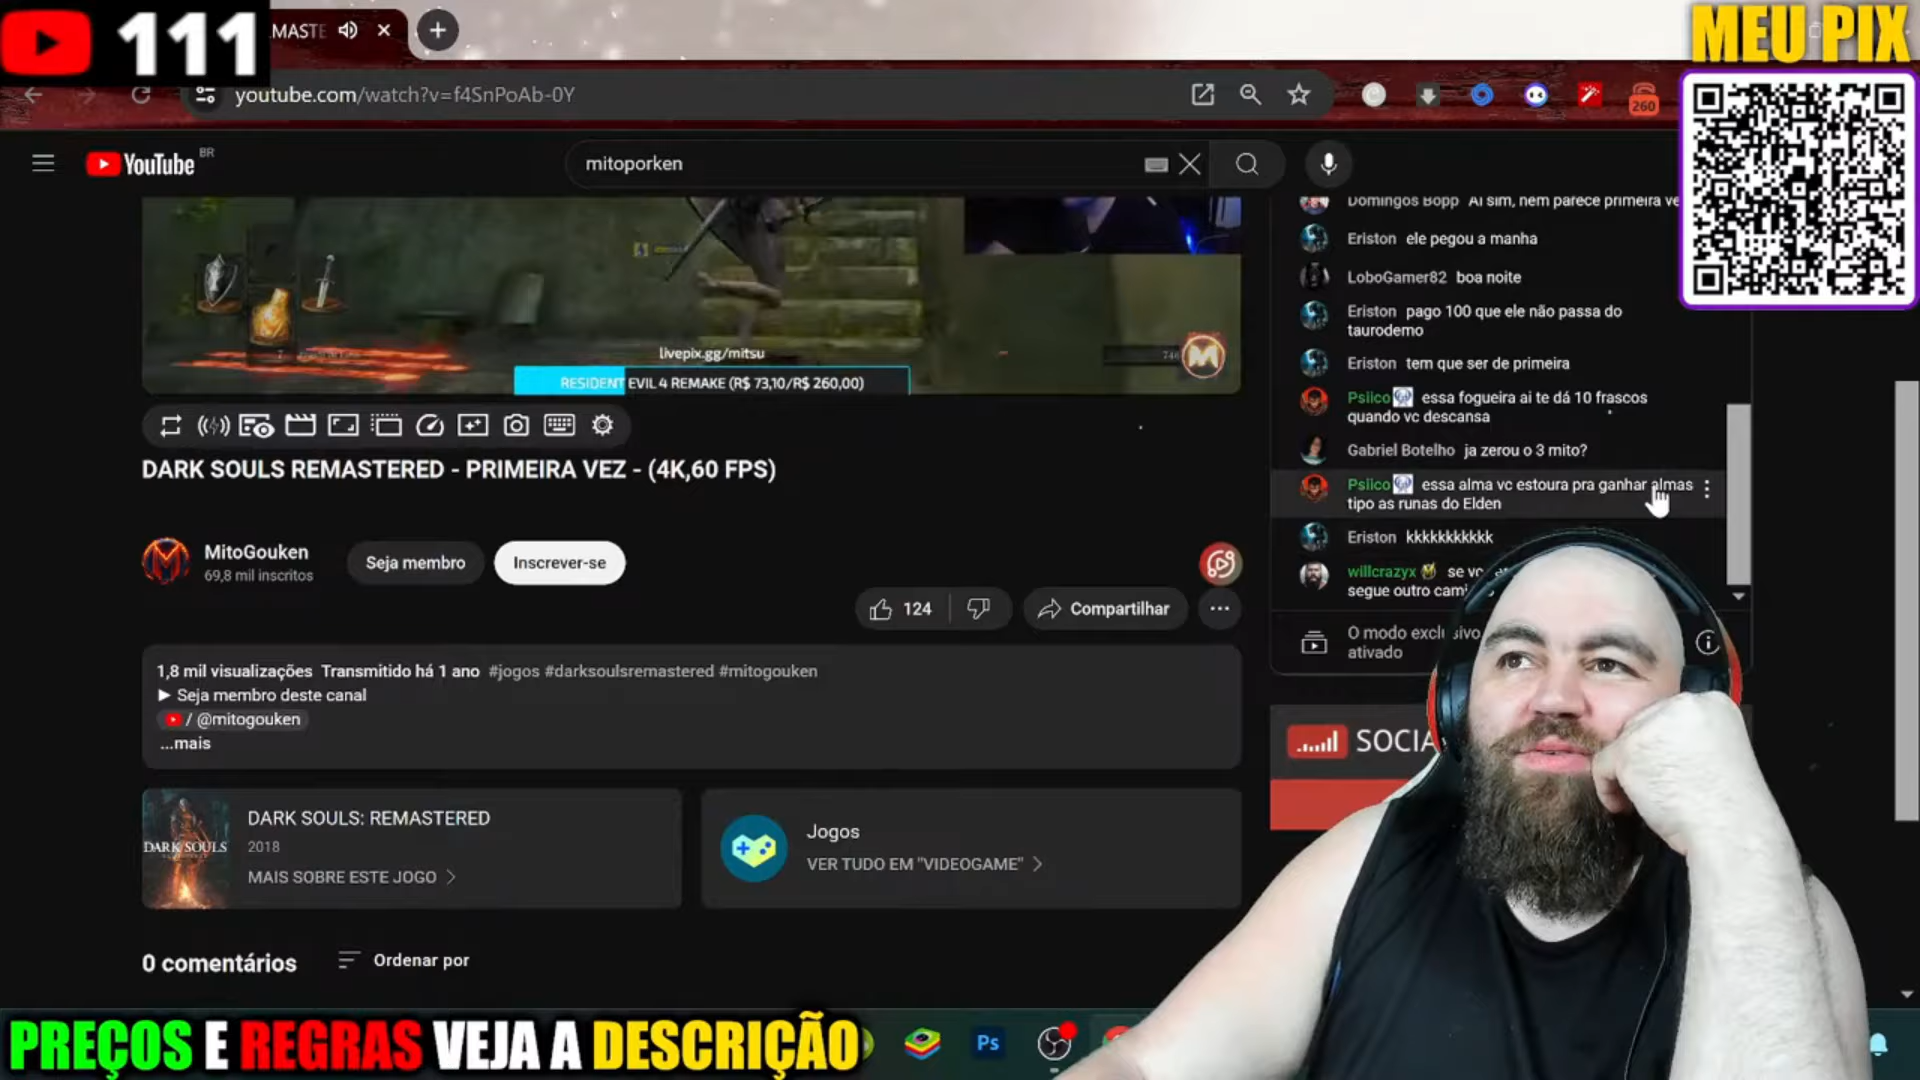 111
MASTE
MEU PIX
youtube.com/watch?v=f4SnPoAb-0Y
260
YouTube BR
mitoporken
Domingos Bopp Aí sim, nem parece primeira ve
Eriston ele pegou a manha
LoboGamer82 boa noite
Eriston pago 100 que ele não passa do
taurodemo
Eriston tem que ser de primeira
Psiico essa fogueira ai te dá 10 frascos
quando vc descansa
Gabriel Botelho ja zerou o 3 mito?
Psiico essa alma vc estoura pra ganhar almas
tipo as runas do Elden
Eriston kkkkkkkkkkk
willcrazyx se vc
segue outro cami
O modo exclusivo
ativado
livepix.gg/mitsu
RESIDENT EVIL 4 REMAKE (R$ 73,10/R$ 260,00)
DARK SOULS REMASTERED - PRIMEIRA VEZ - (4K,60 FPS)
MitoGouken
69,8 mil inscritos
Seja membro
Inscrever-se
124
Compartilhar
1,8 mil visualizações Transmitido há 1 ano #jogos #darksoulsremastered #mitogouken
► Seja membro deste canal
/ @mitogouken
...mais
SOCIA
DARK SOULS
DARK SOULS: REMASTERED
2018
MAIS SOBRE ESTE JOGO
Jogos
VER TUDO EM "VIDEOGAME"
0 comentários
Ordenar por
PREÇOS E REGRAS VEJA A DESCRIÇÃO
Ps